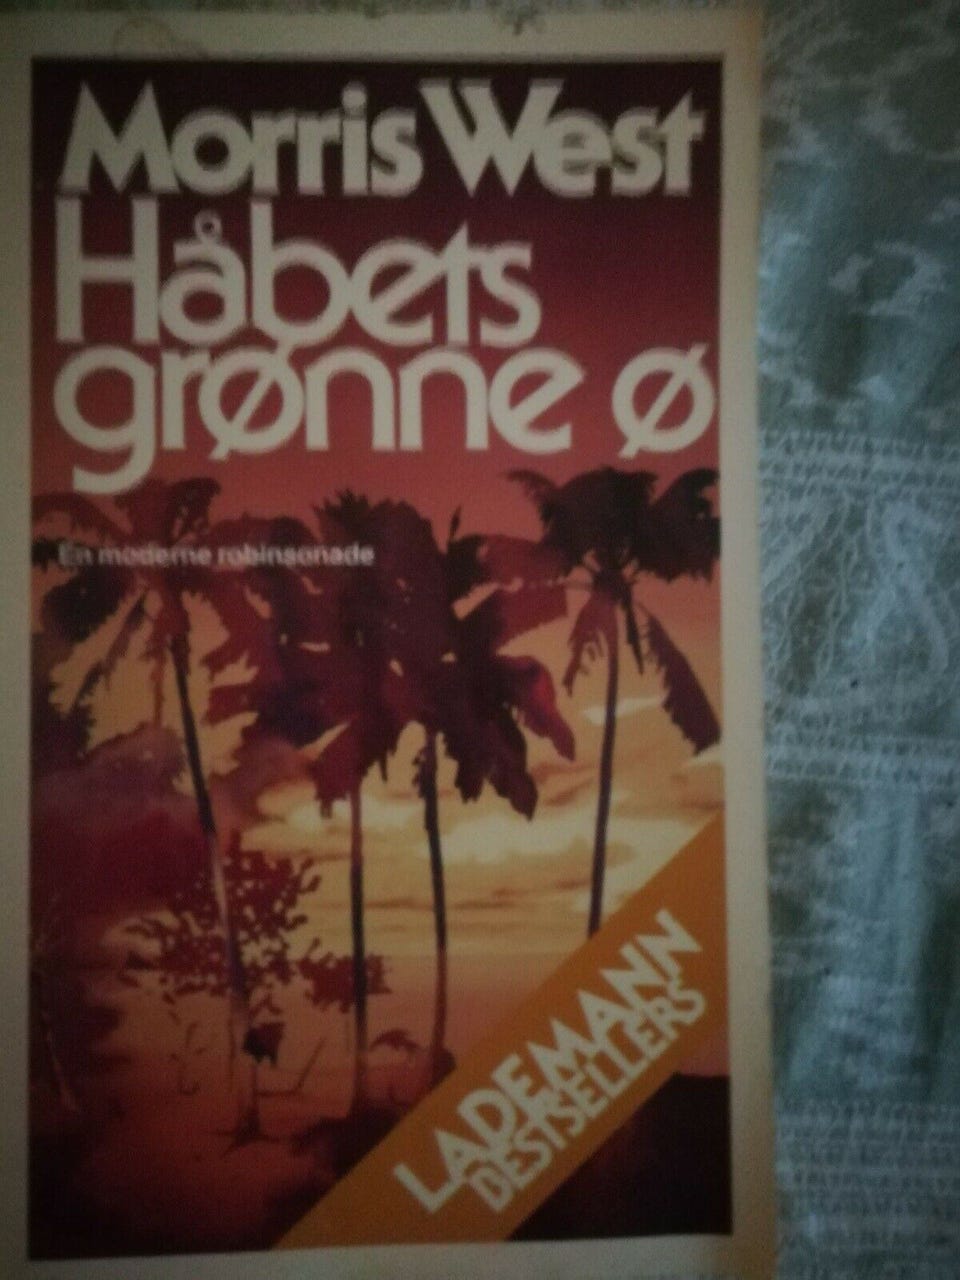 Morris West
Håbets
grønne ø
En moderne robinsonade
LADEMANN
BESTSELLERS